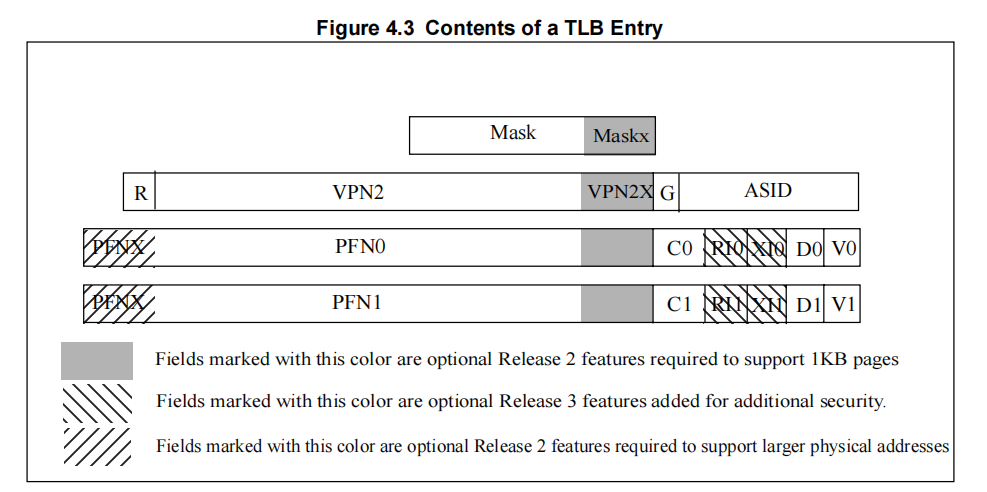 Figure 4.3 Contents of a TLB Entry
Mask Maskx
R VPN2 VPN2X G ASID
PFNX PFN0 C0 RI0 XI0 D0 V0
PFNX PFN1 C1 RI1 XI1 D1 V1
Fields marked with this color are optional Release 2 features required to support 1KB pages
Fields marked with this color are optional Release 3 features added for additional security.
Fields marked with this color are optional Release 2 features required to support larger physical addresses